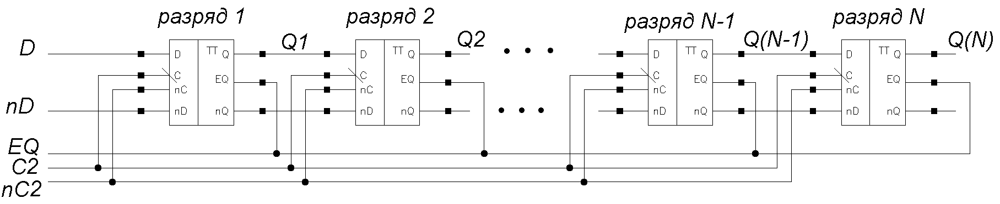 разряд 1 разряд 2 разряд N-1 разряд N
D Q1 Q2 Q(N-1) Q(N)
D TT Q D TT Q D TT Q D TT Q
C C C C
EQ EQ EQ EQ
nC nC nC nC
nD nD nQ nD nQ nD nQ nD nQ
EQ
C2
nC2